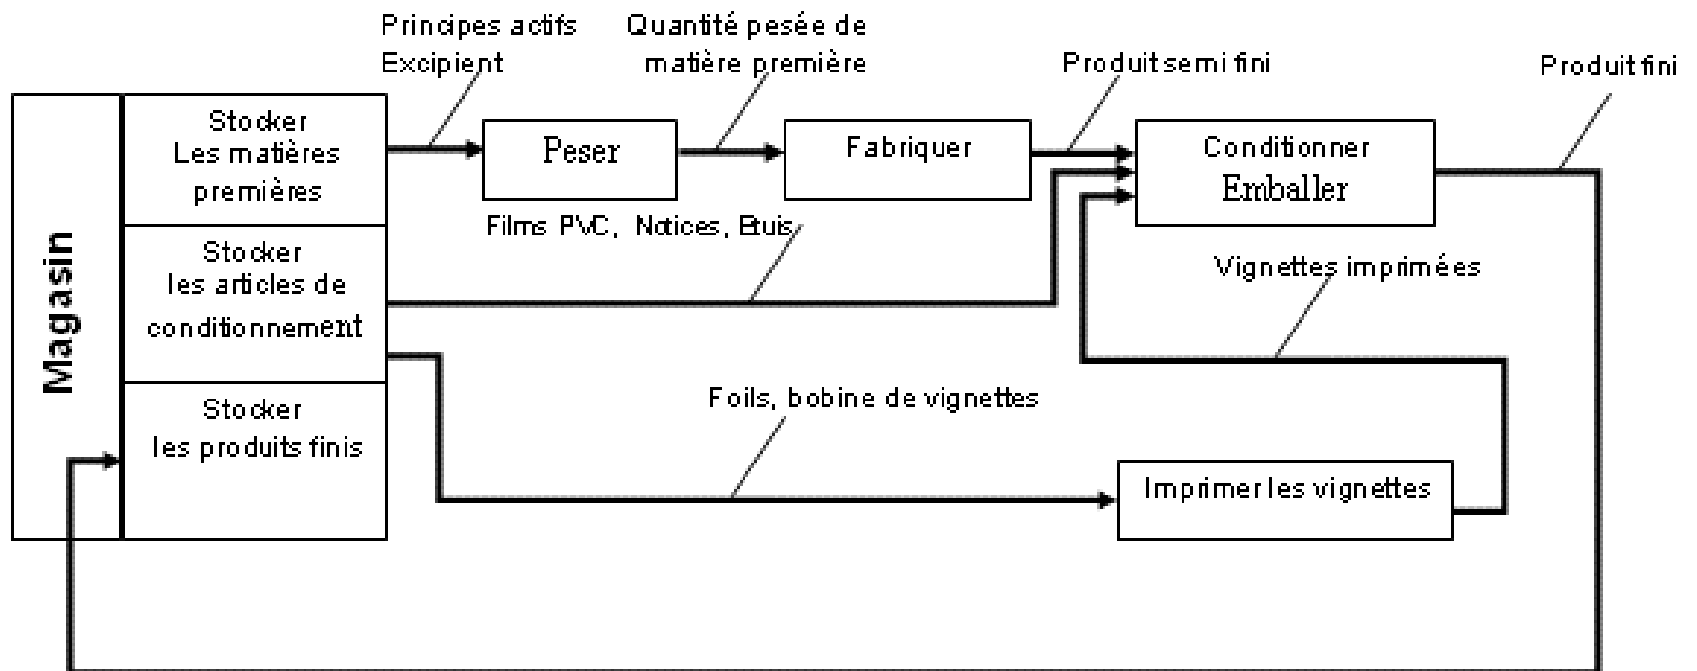 Principes actifs
Excipient
Quantité pesée de
matière première
Produit semi fini
Produit fini
Magasin
Stocker
Les matières
premières
Peser
Fabriquer
Conditionner
Emballer
Films PVC, Notices, Etuis
Stocker
les articles de
conditionnement
Vignettes imprimées
Stocker
les produits finis
Foils, bobine de vignettes
Imprimer les vignettes